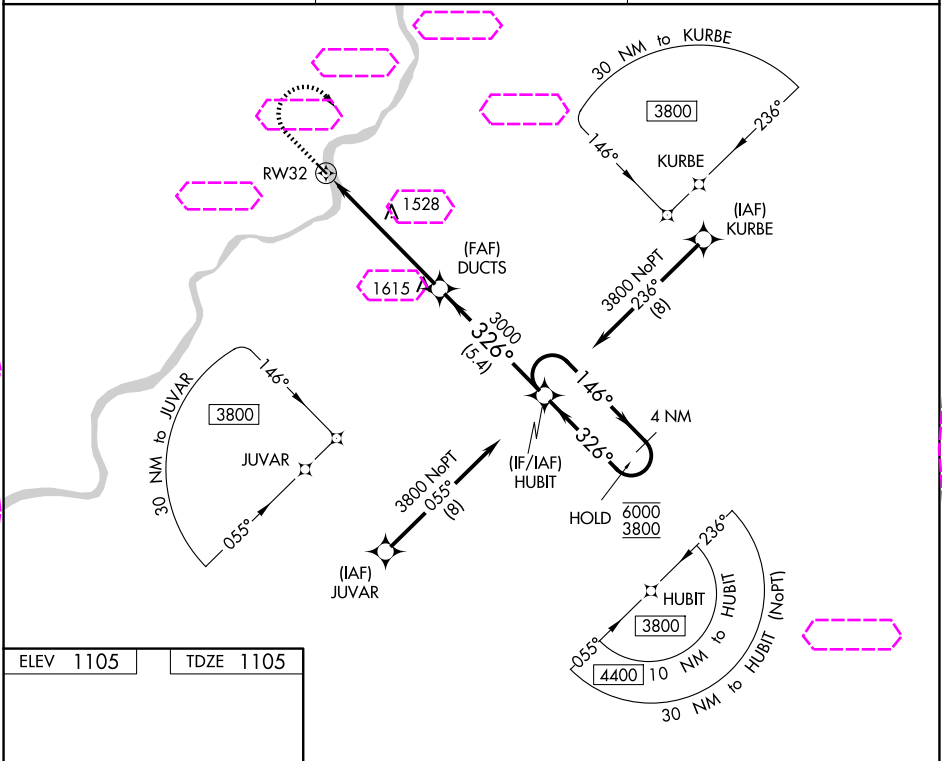 30 NM to KURBE
3800
146°
236°
KURBE
RW32
1528
(IAF)
KURBE
(FAF)
DUCTS
3800 NoPT
236°
(8)
1615
3000
326°
(5.4)
146°
4 NM
326°
(IF/IAF)
HUBIT
HOLD
6000
3800
30 NM to JUVAR
146°
3800
JUVAR
055°
3800 NoPT
055°
(8)
(IAF)
JUVAR
236°
HUBIT
3800
055°
4400
10 NM to HUBIT
30 NM to HUBIT (NoPT)
ELEV 1105
TDZE 1105